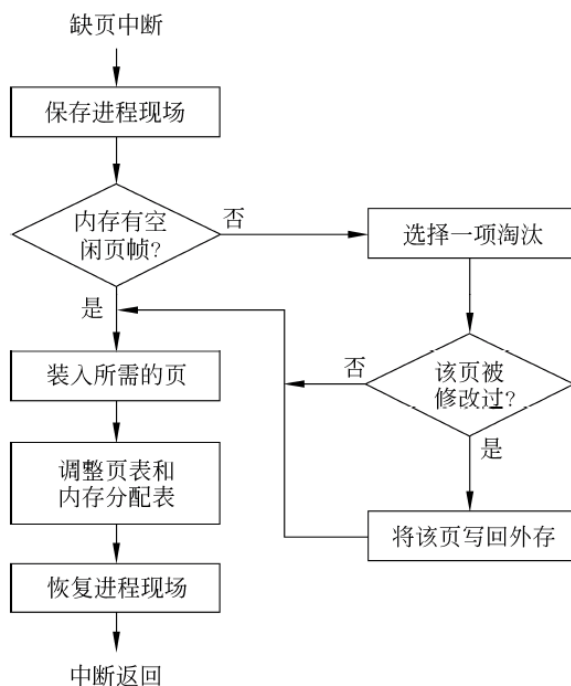 缺页中断
保存进程现场
内存有空
闲页帧?
否
选择一项淘汰
是
否
该页被
修改过?
装入所需的页
是
调整页表和
内存分配表
将该页写回外存
恢复进程现场
中断返回